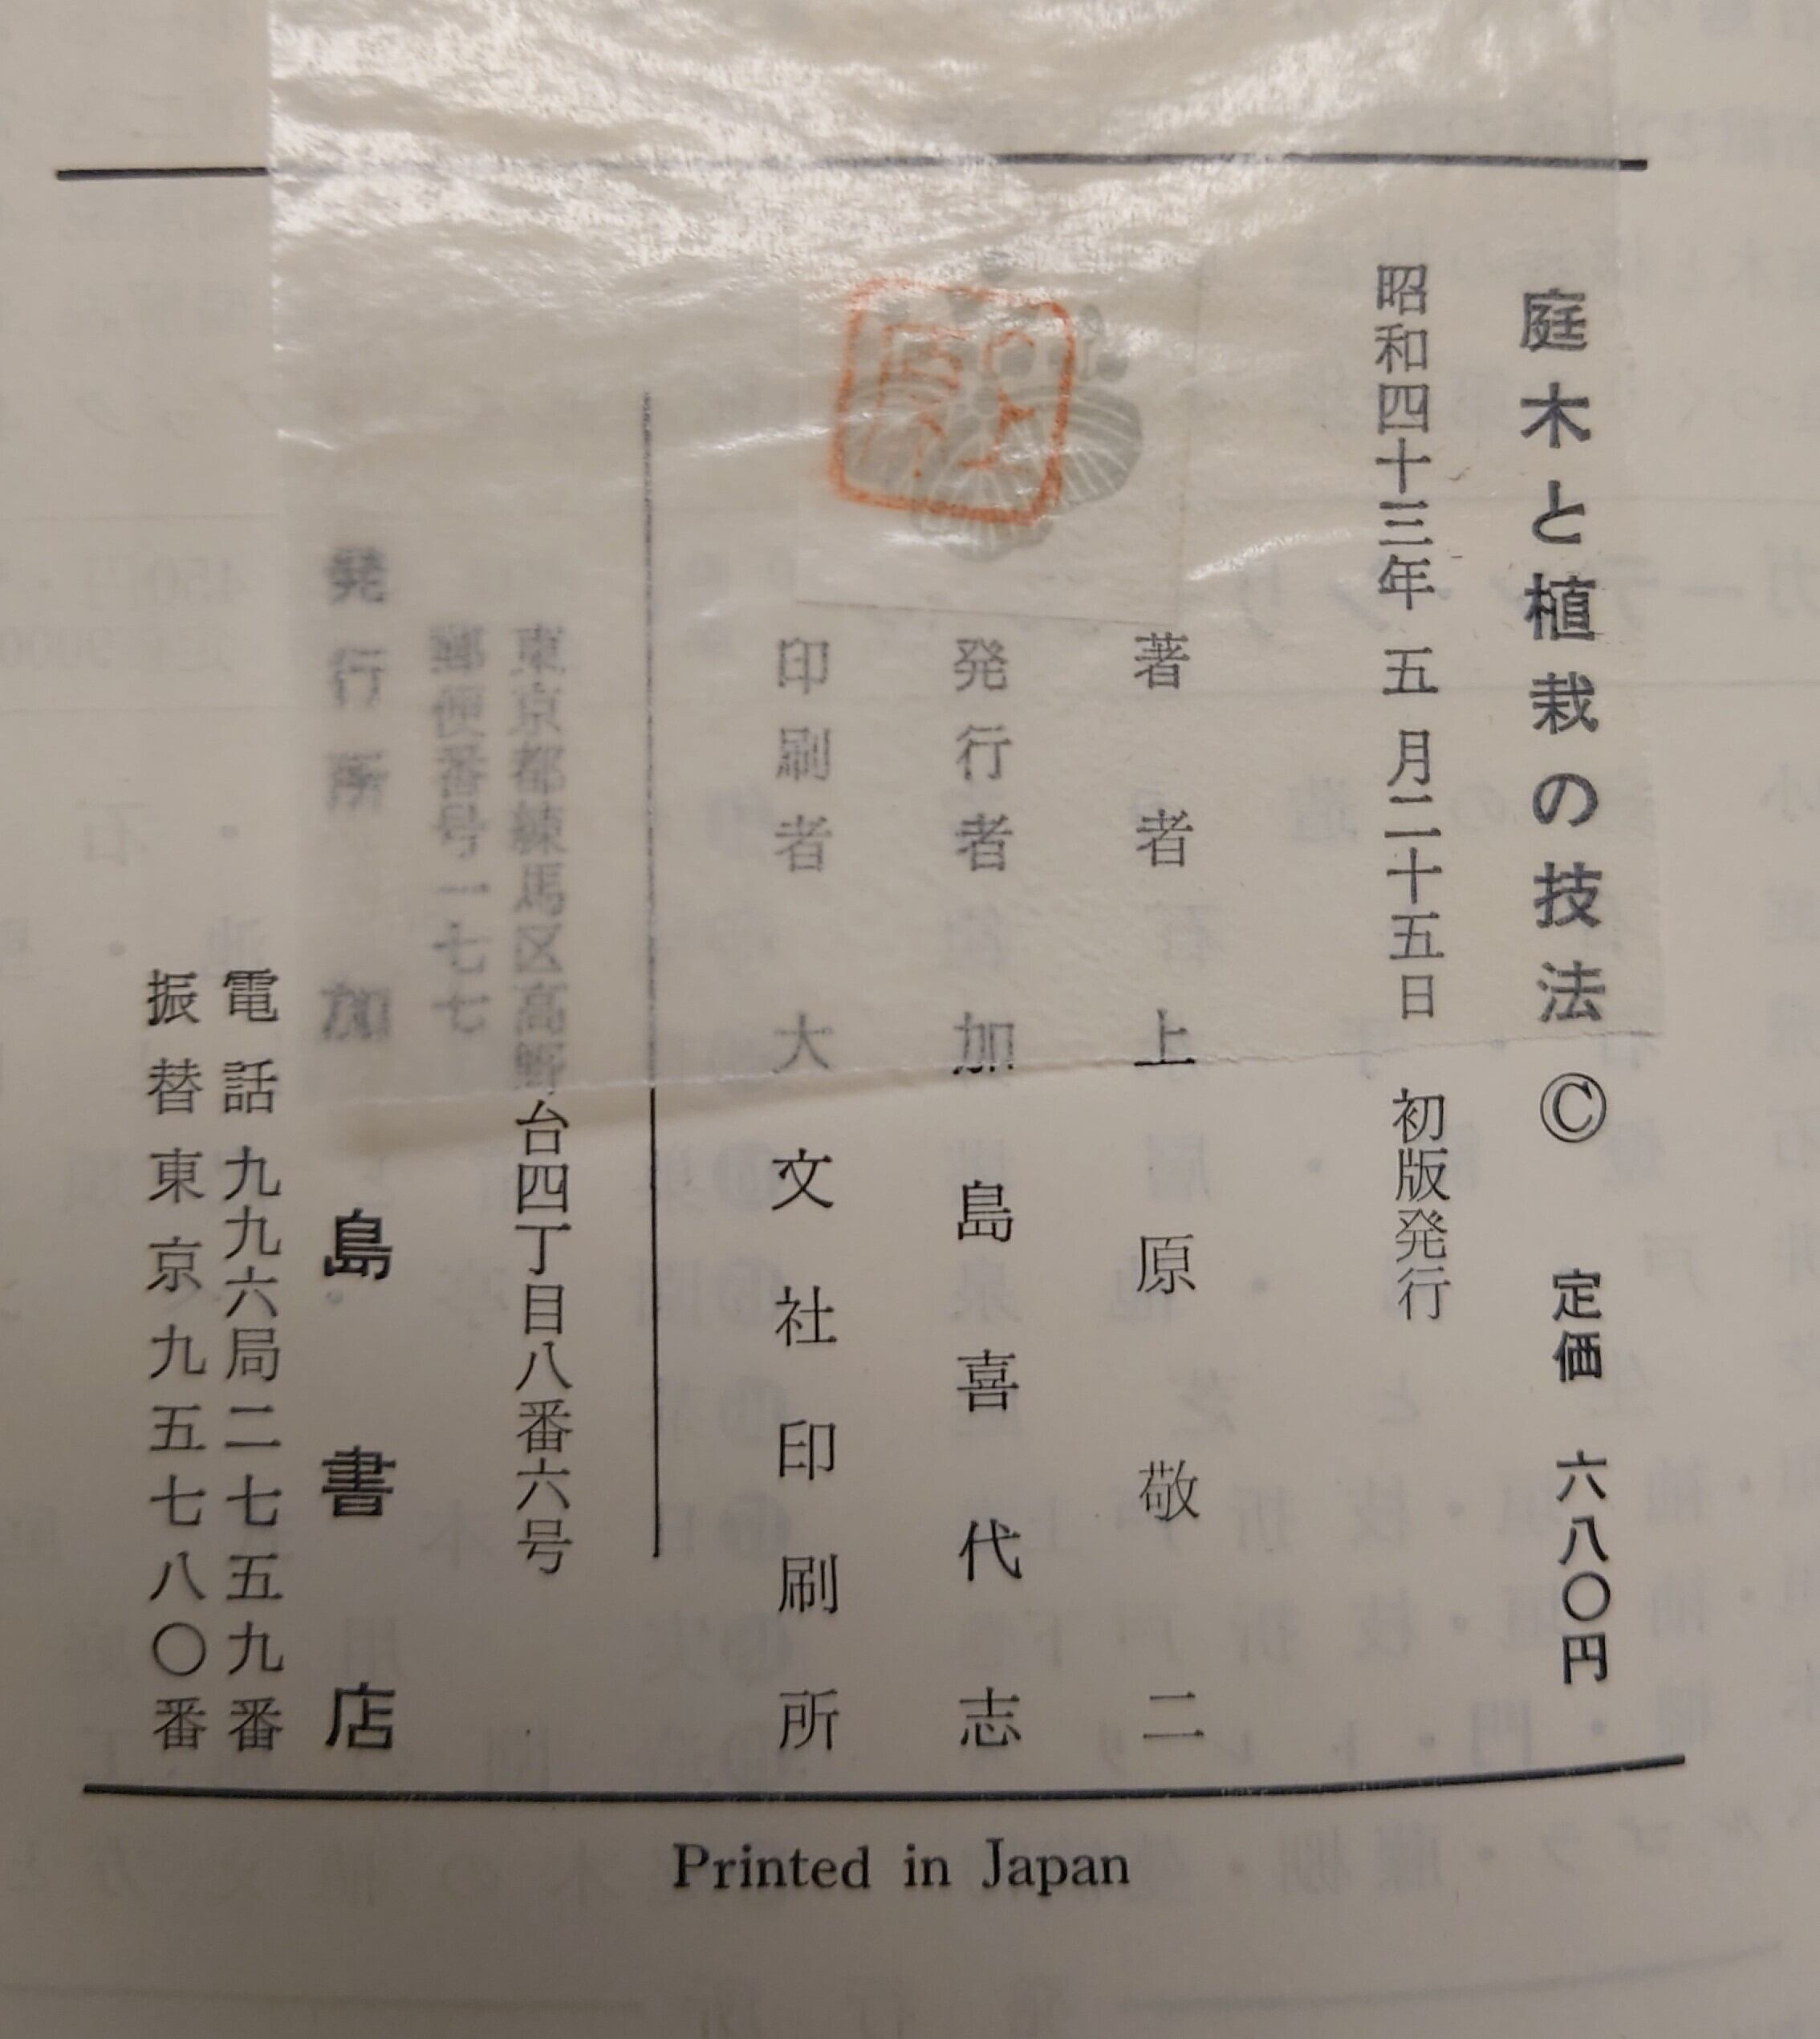 庭木と植栽の技法 © 定価 六八〇円
昭和四十三年 五月二十五日 初版発行
著者 上原敬二
発行者 加島喜代志
印刷者 大文社印刷所
東京都練馬区高野台四丁目八番六号
郵便番号一七七
発行所 加島書店
電話 九九六局二七五九番
振替東京九五七八〇番
上原
Printed in Japan